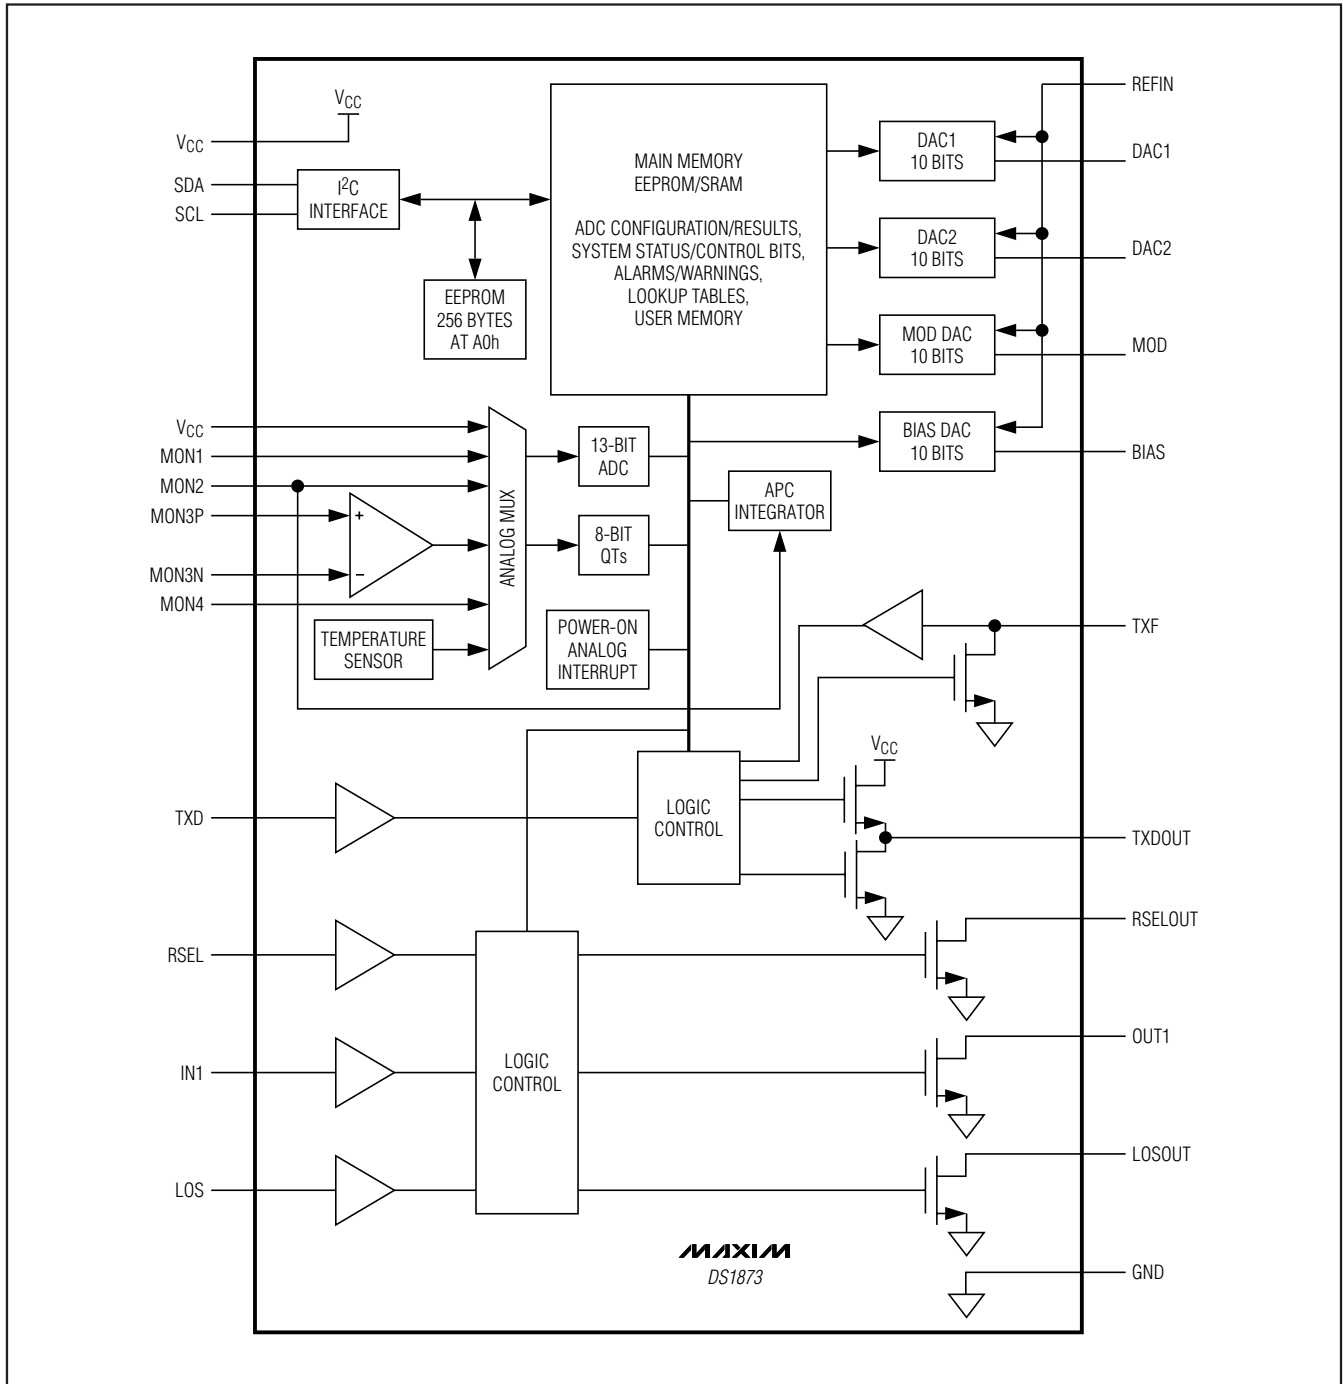 REFIN
VCC
VCC
DAC1
10 BITS
DAC1
MAIN MEMORY
EEPROM/SRAM
ADC CONFIGURATION/RESULTS,
SYSTEM STATUS/CONTROL BITS,
ALARMS/WARNINGS,
LOOKUP TABLES,
USER MEMORY
SDA
SCL
I2C
INTERFACE
DAC2
10 BITS
DAC2
EEPROM
256 BYTES
AT A0h
MOD DAC
10 BITS
MOD
VCC
MON1
MON2
MON3P
MON3N
MON4
+
−
ANALOG MUX
13-BIT
ADC
8-BIT
QTs
BIAS DAC
10 BITS
BIAS
APC
INTEGRATOR
TEMPERATURE
SENSOR
POWER-ON
ANALOG
INTERRUPT
TXF
VCC
TXD
LOGIC
CONTROL
TXDOUT
RSELOUT
RSEL
OUT1
IN1
LOGIC
CONTROL
LOSOUT
LOS
MAXIM
DS1873
GND